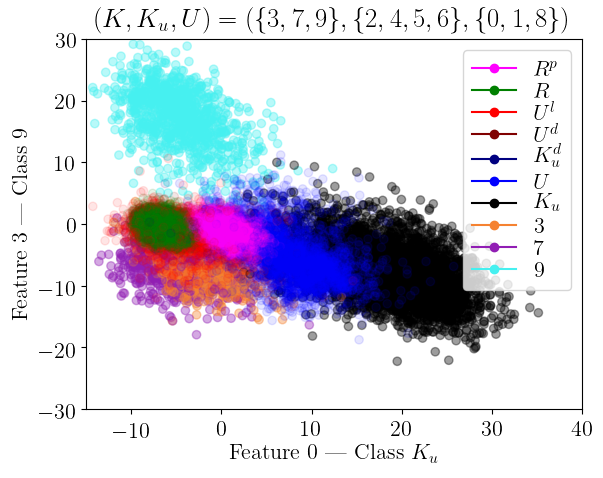 (K, K_u, U) = ({3, 7, 9}, {2, 4, 5, 6}, {0, 1, 8})
R^p
R
U^l
U^d
K_u^d
U
K_u
3
7
9
30
20
10
0
−10
−20
−30
Feature 3 — Class 9
−10 0 10 20 30 40
Feature 0 — Class K_u